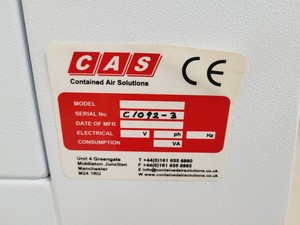 CAS
Contained Air Solutions
CE
MODEL
SERIAL No. C1092-3
DATE OF MFR.
ELECTRICAL V ph Hz
CONSUMPTION VA
Unit 4 Greengate
Middleton Junction
Manchester
M24 1RU
T +44(0)161 655 8860
F +44(0)161 655 8865
E info@containedairsolutions.co.uk
W www.containedairsolutions.co.uk